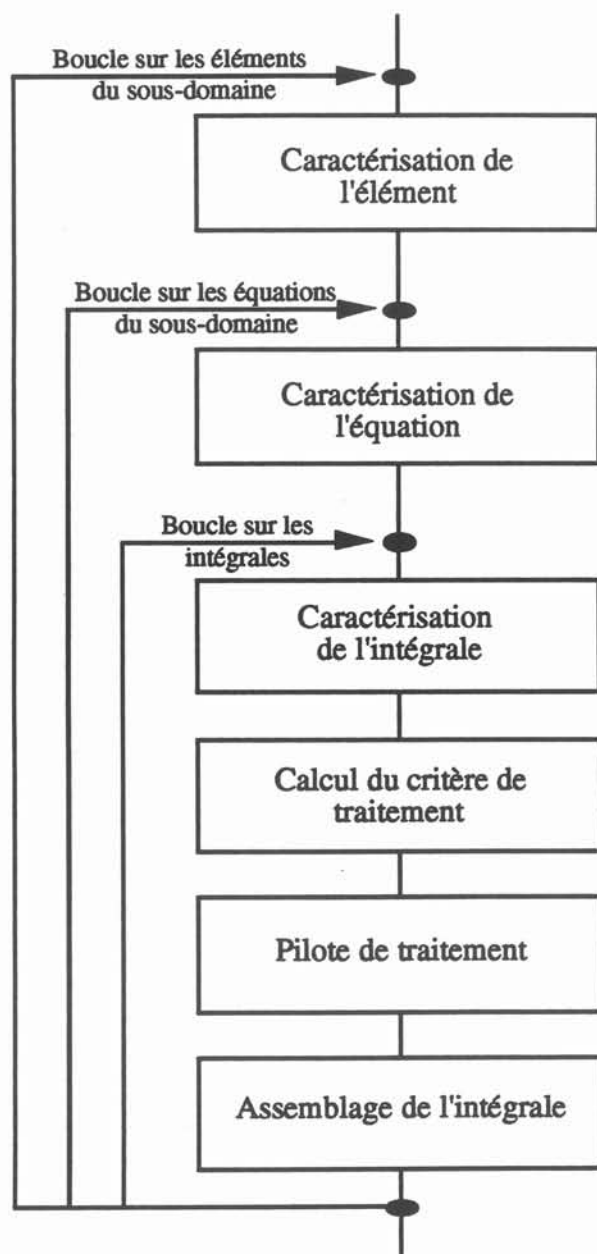 Boucle sur les éléments
du sous-domaine
Caractérisation de
l'élément
Boucle sur les équations
du sous-domaine
Caractérisation de
l'équation
Boucle sur les
intégrales
Caractérisation
de l'intégrale
Calcul du critère de
traitement
Pilote de traitement
Assemblage de l'intégrale